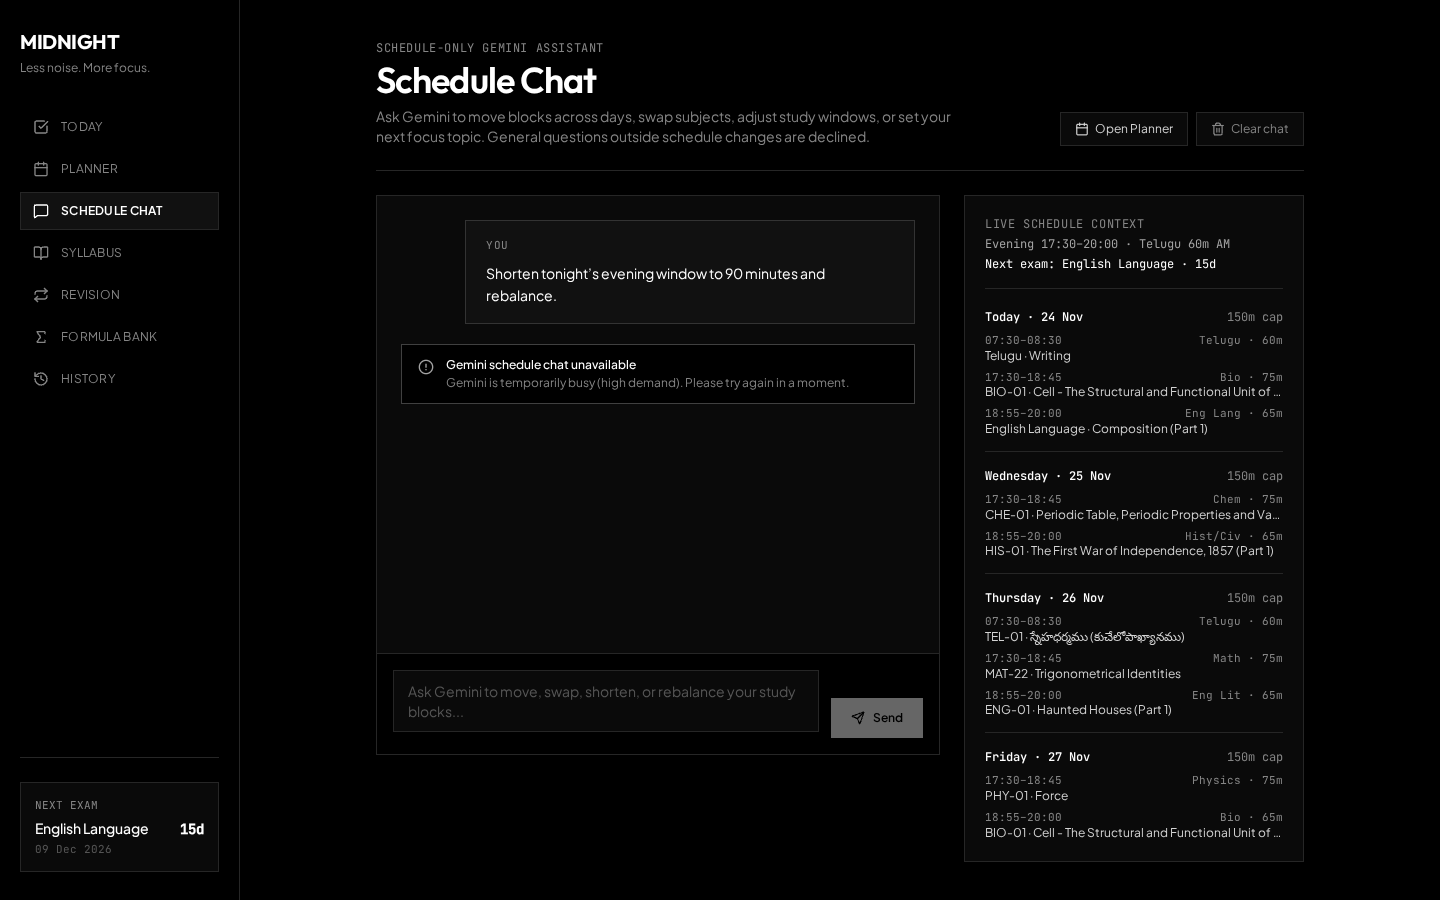 MIDNIGHT
Less noise. More focus.
TODAY
PLANNER
SCHEDULE CHAT
SYLLABUS
REVISION
FORMULA BANK
HISTORY
NEXT EXAM
English Language 15d
09 Dec 2026
SCHEDULE-ONLY GEMINI ASSISTANT
Schedule Chat
Ask Gemini to move blocks across days, swap subjects, adjust study windows, or set your
next focus topic. General questions outside schedule changes are declined.
Open Planner
Clear chat
YOU
Shorten tonight's evening window to 90 minutes and
rebalance.
Gemini schedule chat unavailable
Gemini is temporarily busy (high demand). Please try again in a moment.
Ask Gemini to move, swap, shorten, or rebalance your study
blocks...
Send
LIVE SCHEDULE CONTEXT
Evening 17:30–20:00 · Telugu 60m AM
Next exam: English Language · 15d
Today · 24 Nov 150m cap
07:30–08:30 Telugu · 60m
Telugu · Writing
17:30–18:45 Bio · 75m
BIO-01 · Cell - The Structural and Functional Unit of ...
18:55–20:00 Eng Lang · 65m
English Language · Composition (Part 1)
Wednesday · 25 Nov 150m cap
17:30–18:45 Chem · 75m
CHE-01 · Periodic Table, Periodic Properties and Va...
18:55–20:00 Hist/Civ · 65m
HIS-01 · The First War of Independence, 1857 (Part 1)
Thursday · 26 Nov 150m cap
07:30–08:30 Telugu · 60m
TEL-01 · స్నేహధర్మము (కుచేలోపాఖ్యానము)
17:30–18:45 Math · 75m
MAT-22 · Trigonometrical Identities
18:55–20:00 Eng Lit · 65m
ENG-01 · Haunted Houses (Part 1)
Friday · 27 Nov 150m cap
17:30–18:45 Physics · 75m
PHY-01 · Force
18:55–20:00 Bio · 65m
BIO-01 · Cell - The Structural and Functional Unit of ...